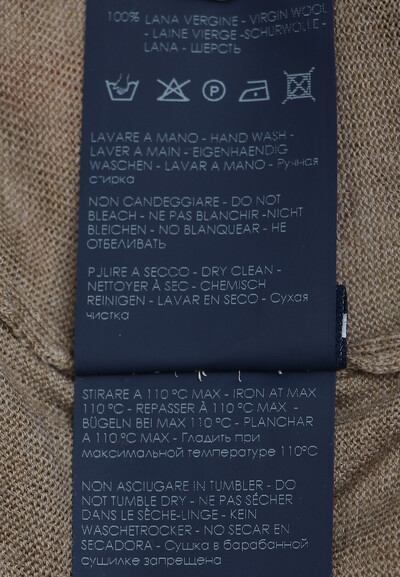 100% LANA VERGINE - VIRGIN WOOL
- LAINE VIERGE - SCHURWOLLE -
LANA - ШЕРСТЬ
P
LAVARE A MANO - HAND WASH -
LAVER A MAIN - EIGENHAENDIG
WASCHEN - LAVAR A MANO - Ручная
стирка
NON CANDEGGIARE - DO NOT
BLEACH - NE PAS BLANCHIR -NICHT
BLEICHEN - NO BLANQUEAR - НЕ
ОТБЕЛИВАТЬ
PULIRE A SECCO - DRY CLEAN -
NETTOYER À SEC - CHEMISCH
REINIGEN - LAVAR EN SECO - Сухая
чистка
STIRARE A 110 °C MAX - IRON AT MAX
110 °C - REPASSER À 110 °C MAX -
BÜGELN BEI MAX 110 °C - PLANCHAR
A 110 °C MAX - Гладить при
максимальной температуре 110°C
NON ASCIUGARE IN TUMBLER - DO
NOT TUMBLE DRY - NE PAS SÉCHER
DANS LE SÈCHE-LINGE - KEIN
WASCHETROCKER - NO SECAR EN
SECADORA - Сушка в барабанной
сушилке запрещена